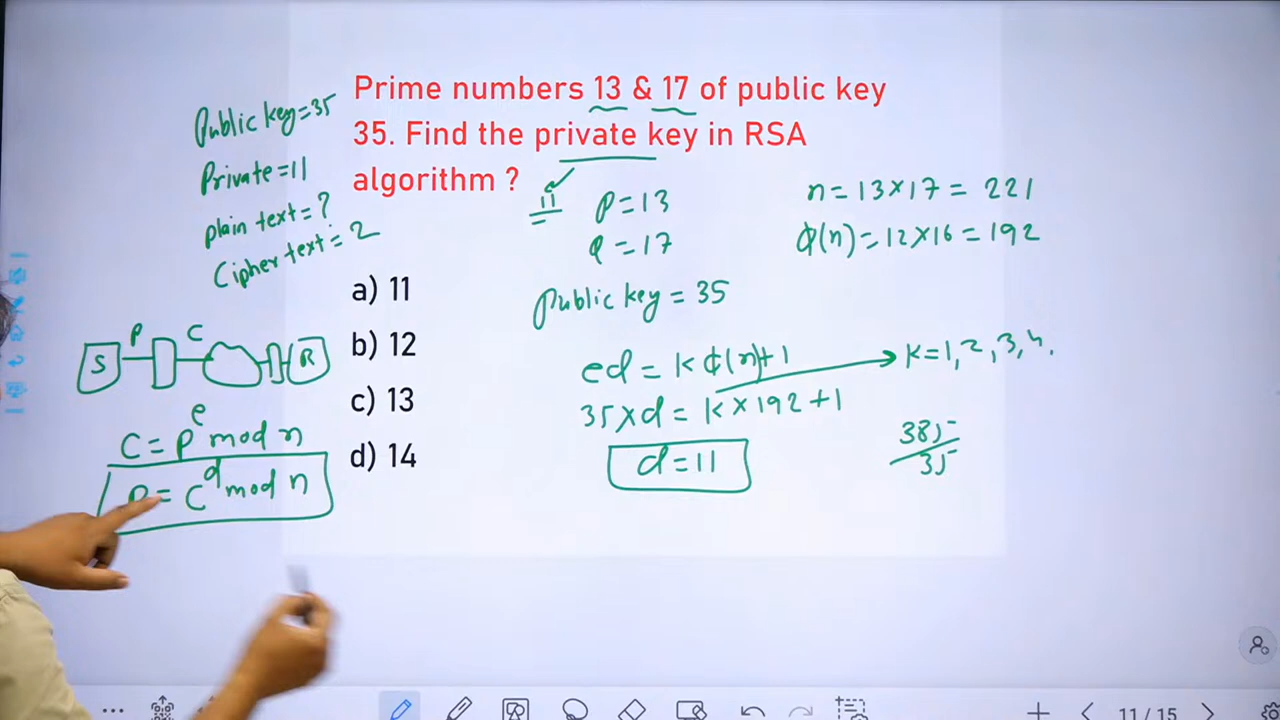 Prime numbers 13 & 17 of public key
35. Find the private key in RSA
algorithm ?
Public key=35
Private=11
plain text=?
Cipher text=2
11
P=13
Q=17
n=13×17=221
ϕ(n)=12×16=192
a) 11
b) 12
c) 13
d) 14
Public key=35
ed=Kϕ(n)+1
K=1,2,3,4.
35×d=K×192+1
d=11
385
35
S
P
C
R
C=P^e mod n
P=C^d mod n
11 / 15